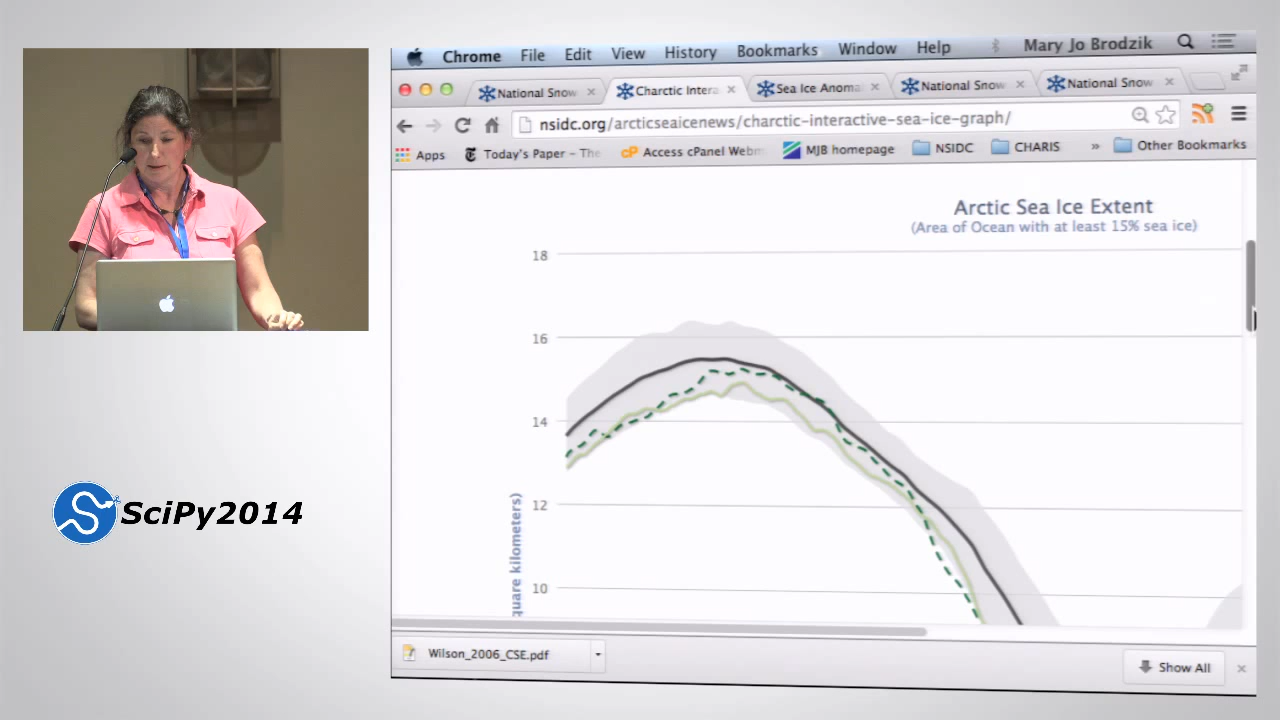 Chrome File Edit View History Bookmarks Window Help Mary Jo Brodzik
National Snow Charctic Intera Sea Ice Anoma National Snow National Snow
nsidc.org/arcticseaicenews/charctic-interactive-sea-ice-graph/
Apps Today's Paper – The Access cPanel Webm MJB homepage NSIDC CHARIS » Other Bookmarks
Arctic Sea Ice Extent
(Area of Ocean with at least 15% sea ice)
18
16
14
12
10
quare kilometers)
Wilson_2006_CSE.pdf
Show All
SciPy2014